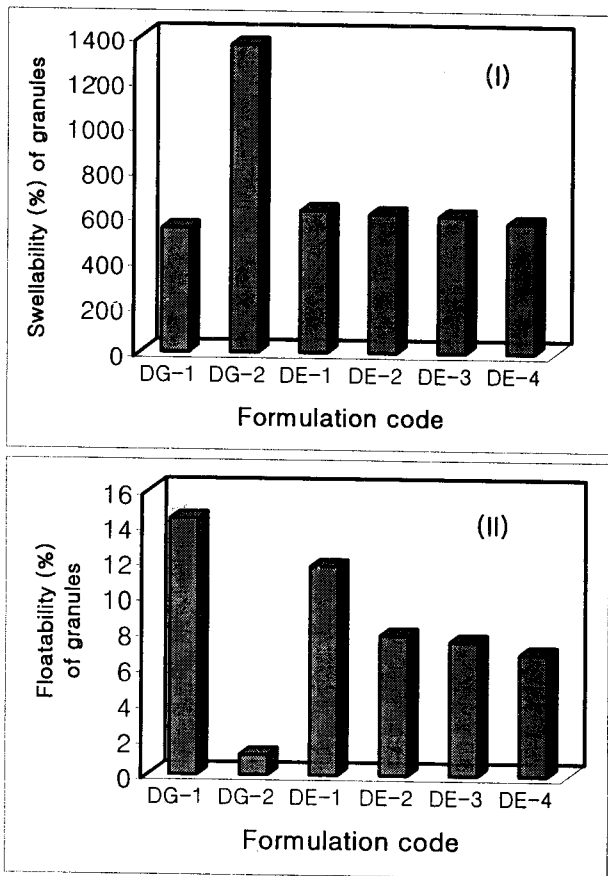 (I)
Swellability (%) of granules
1400
1200
1000
800
600
400
200
0
DG-1 DG-2 DE-1 DE-2 DE-3 DE-4
Formulation code
(II)
Floatability (%)
of granules
16
14
12
10
8
6
4
2
0
DG-1 DG-2 DE-1 DE-2 DE-3 DE-4
Formulation code